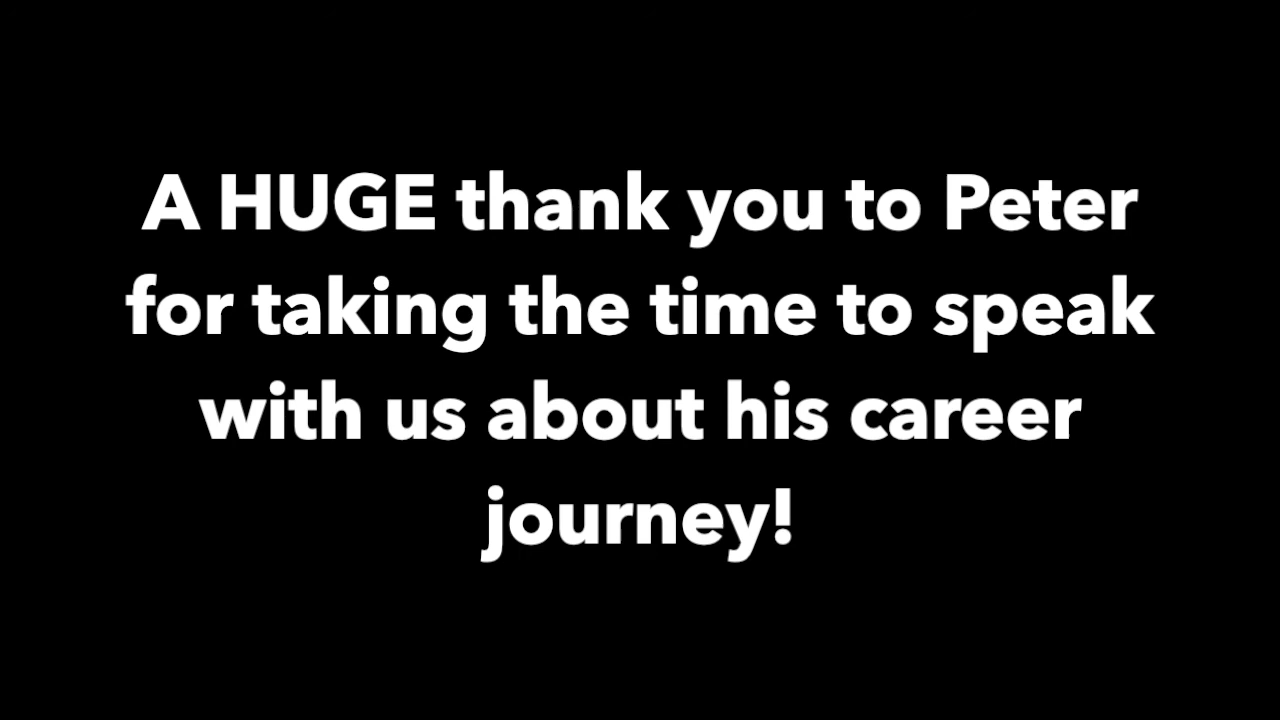 A HUGE thank you to Peter
for taking the time to speak
with us about his career
journey!